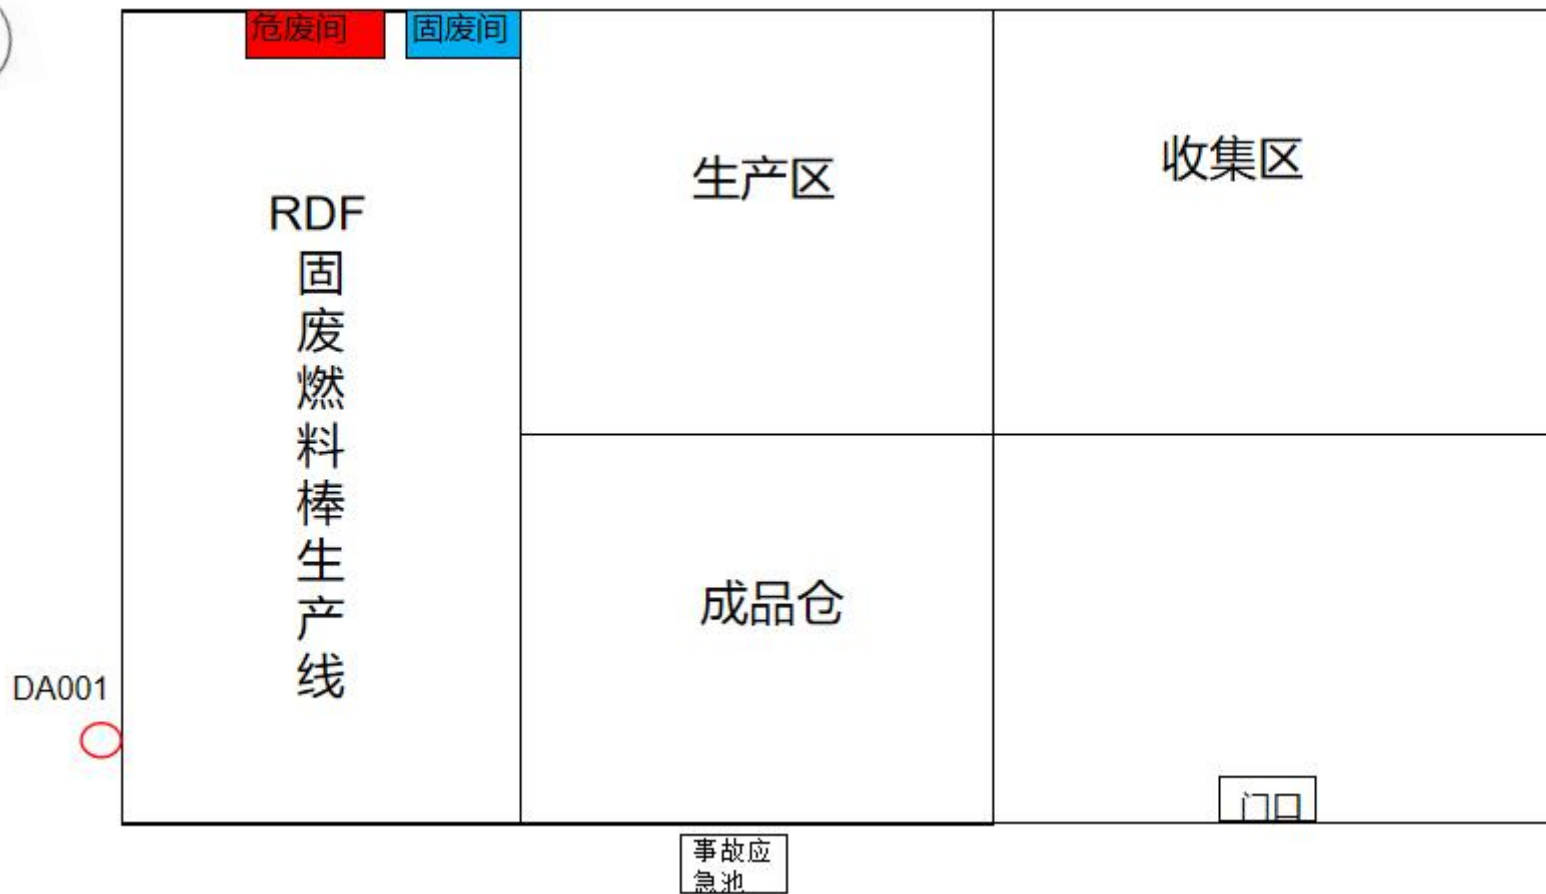 危废间
固废间
生产区
收集区
RDF
固
废
燃
料
棒
生
产
线
成品仓
DA001
门口
事故应
急池